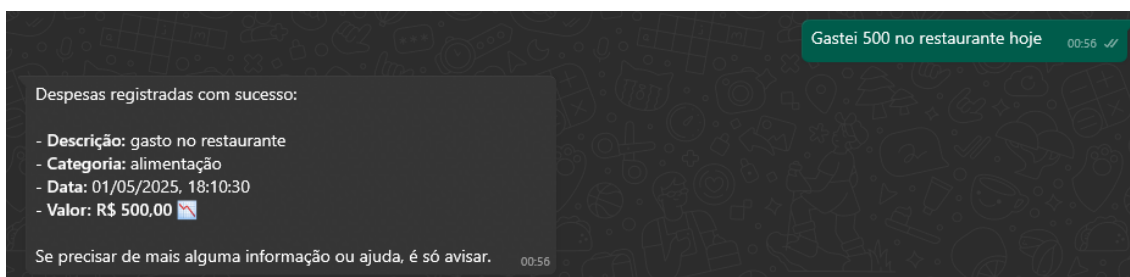 Gastei 500 no restaurante hoje 00:56
Despesas registradas com sucesso:
- Descrição: gasto no restaurante
- Categoria: alimentação
- Data: 01/05/2025, 18:10:30
- Valor: R$ 500,00 📉
Se precisar de mais alguma informação ou ajuda, é só avisar. 00:56